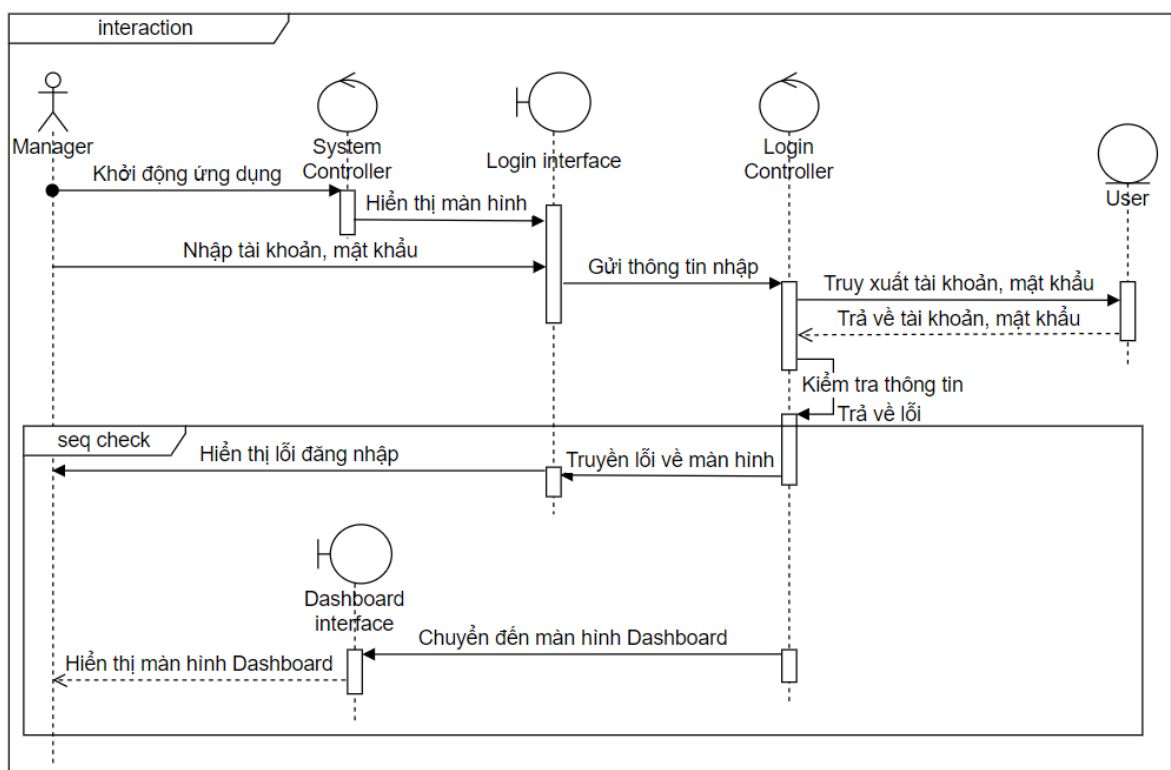 interaction
Manager
System
Controller
Login interface
Login
Controller
User
Khởi động ứng dụng
Hiển thị màn hình
Nhập tài khoản, mật khẩu
Gửi thông tin nhập
Truy xuất tài khoản, mật khẩu
Trả về tài khoản, mật khẩu
Kiểm tra thông tin
Trả về lỗi
seq check
Hiển thị lỗi đăng nhập
Truyền lỗi về màn hình
Dashboard
interface
Chuyển đến màn hình Dashboard
Hiển thị màn hình Dashboard